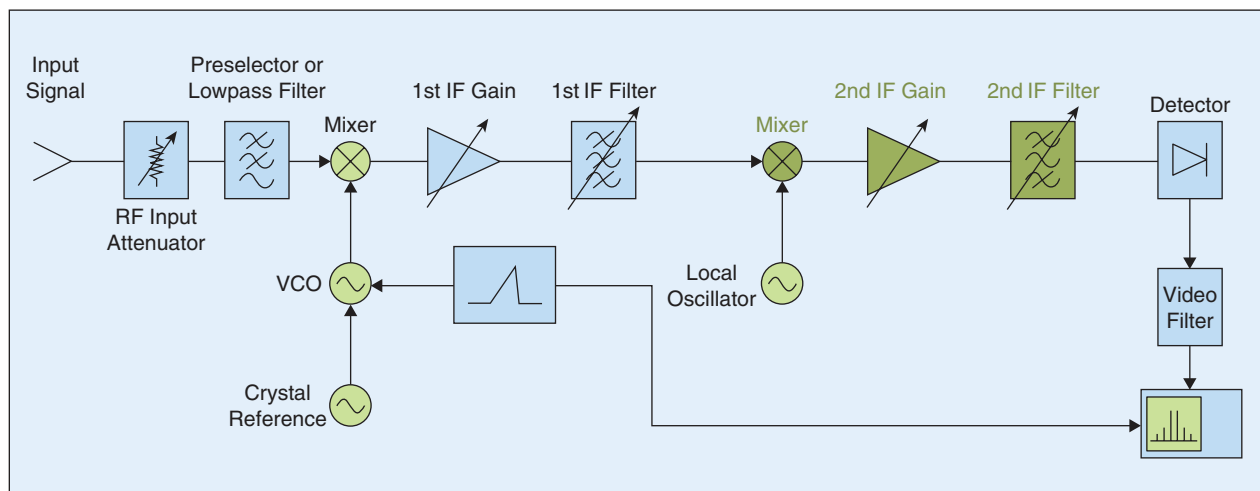 Input
Signal
Preselector or
Lowpass Filter
Mixer
1st IF Gain
1st IF Filter
Mixer
2nd IF Gain
2nd IF Filter
Detector
RF Input
Attenuator
VCO
Local
Oscillator
Video
Filter
Crystal
Reference